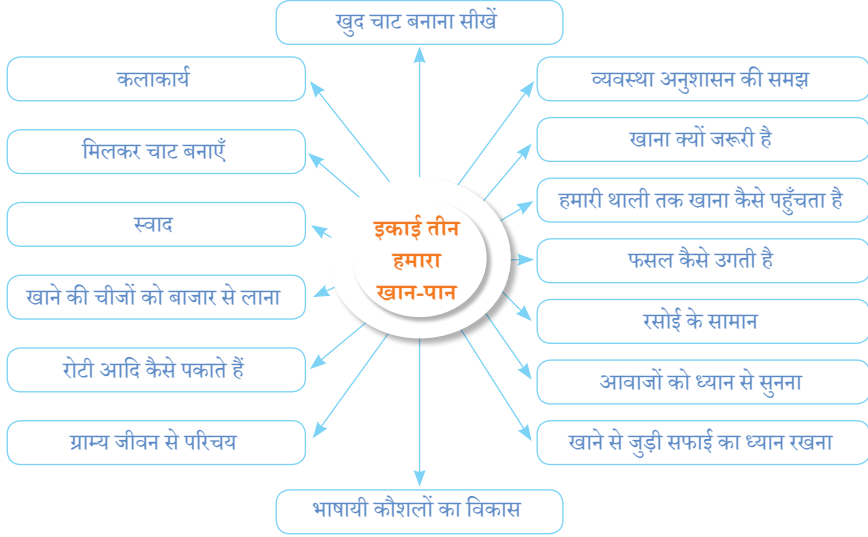 खुद चाट बनाना सीखें
कलाकार्य
व्यवस्था अनुशासन की समझ
मिलकर चाट बनाएँ
खाना क्यों जरूरी है
स्वाद
हमारी थाली तक खाना कैसे पहुँचता है
इकाई तीन
हमारा
खान-पान
फसल कैसे उगती है
खाने की चीजों को बाजार से लाना
रसोई के सामान
रोटी आदि कैसे पकाते हैं
आवाजों को ध्यान से सुनना
ग्राम्य जीवन से परिचय
खाने से जुड़ी सफाई का ध्यान रखना
भाषायी कौशलों का विकास